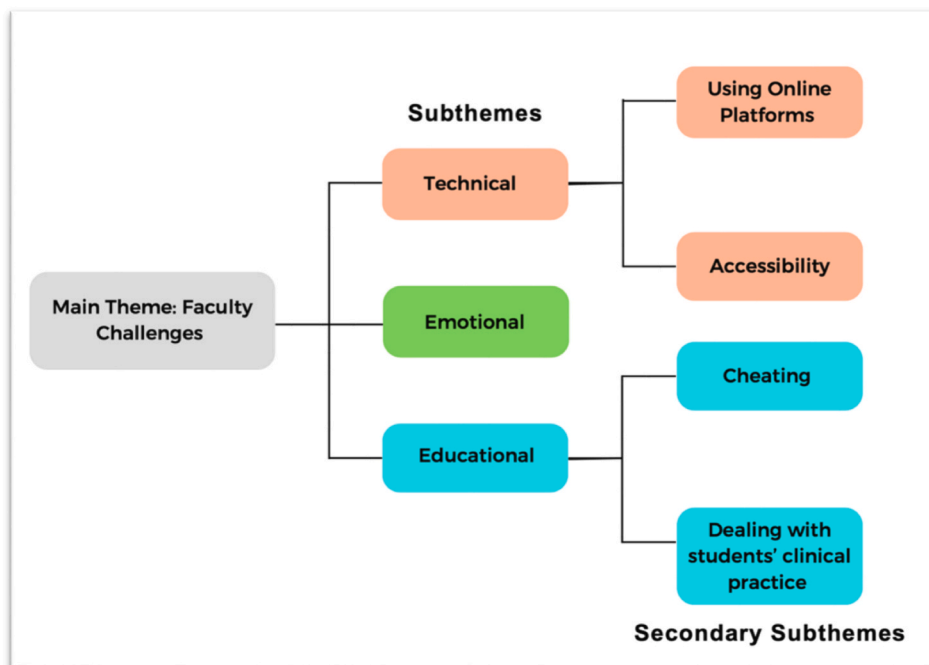 Subthemes
Secondary Subthemes
Main Theme: Faculty
Challenges
Technical
Using Online
Platforms
Accessibility
Emotional
Educational
Cheating
Dealing with
students’ clinical
practice